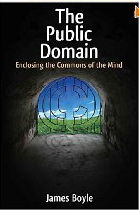 The
Public
Domain
Enclosing the Commons of the Mind
James Boyle